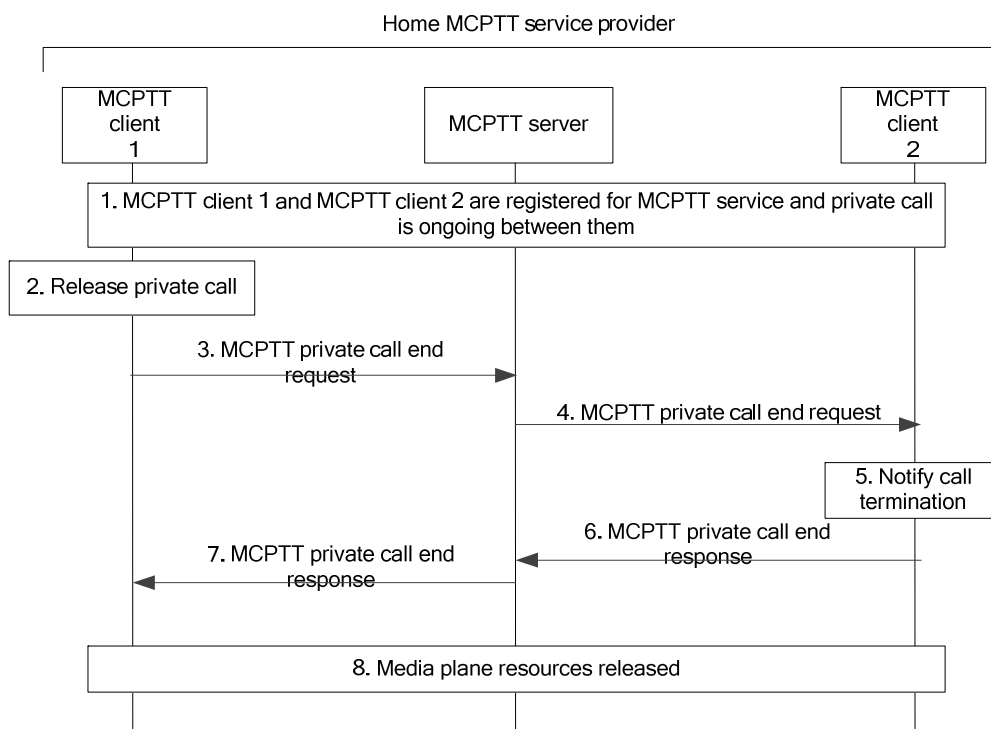 Home MCPTT service provider
MCPTT
client
1
MCPTT server
MCPTT
client
2
1. MCPTT client 1 and MCPTT client 2 are registered for MCPTT service and private call
is ongoing between them
2. Release private call
3. MCPTT private call end
request
4. MCPTT private call end request
5. Notify call
termination
6. MCPTT private call end
response
7. MCPTT private call end
response
8. Media plane resources released